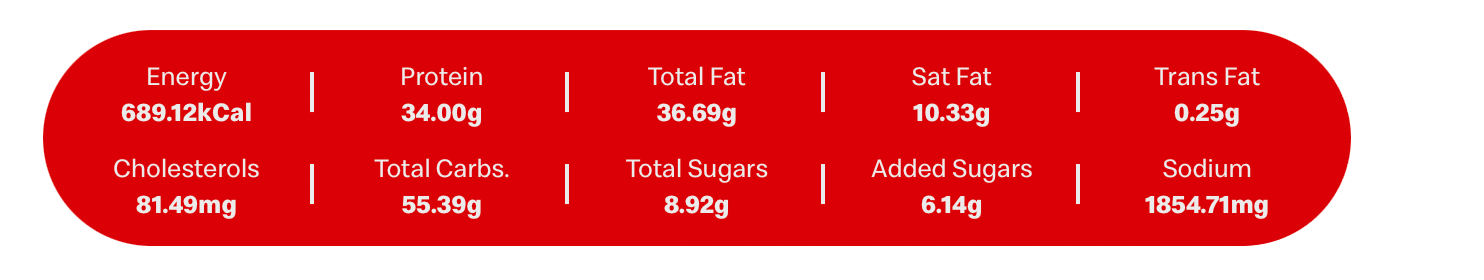 Energy
689.12kCal
Protein
34.00g
Total Fat
36.69g
Sat Fat
10.33g
Trans Fat
0.25g
Cholesterols
81.49mg
Total Carbs.
55.39g
Total Sugars
8.92g
Added Sugars
6.14g
Sodium
1854.71mg